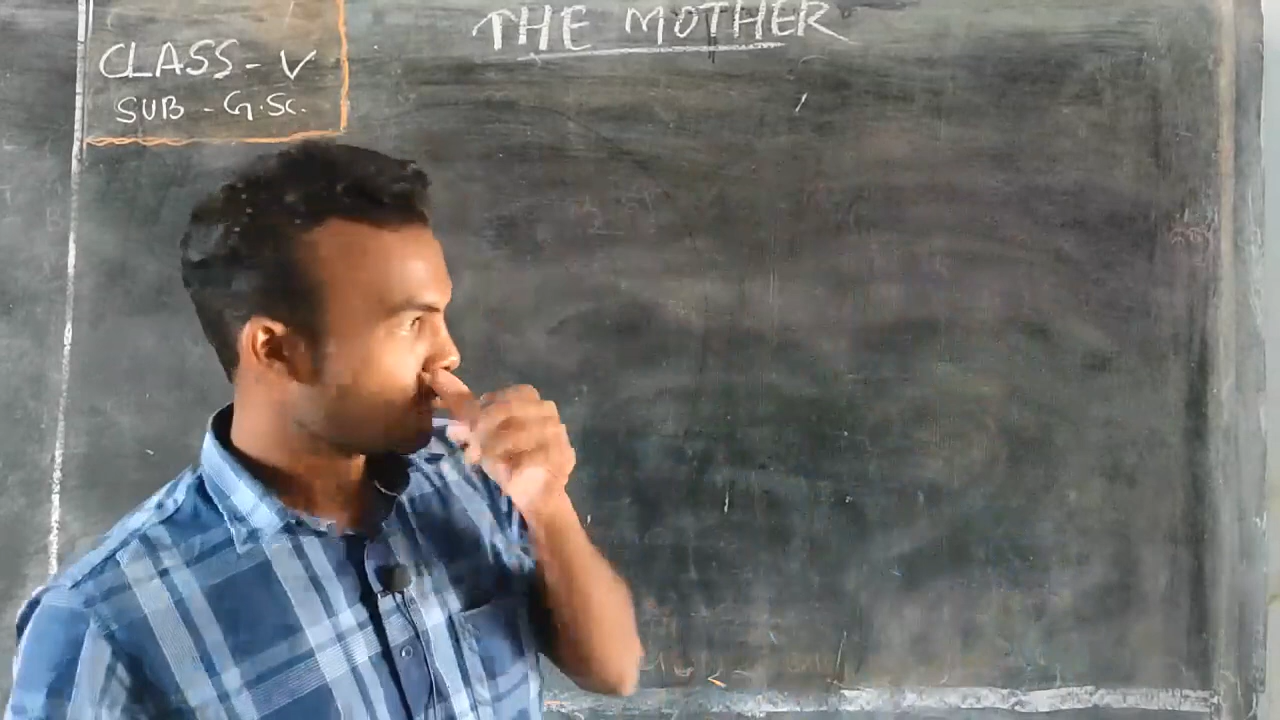 THE MOTHER
CLASS - V
SUB - G.Sc.